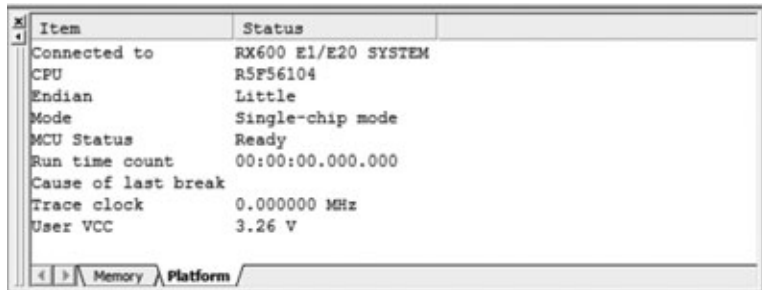 Item Status
Connected to RX600 E1/E20 SYSTEM
CPU R5F56104
Endian Little
Mode Single-chip mode
MCU Status Ready
Run time count 00:00:00.000.000
Cause of last break
Trace clock 0.000000 MHz
User VCC 3.26 V
Memory Platform